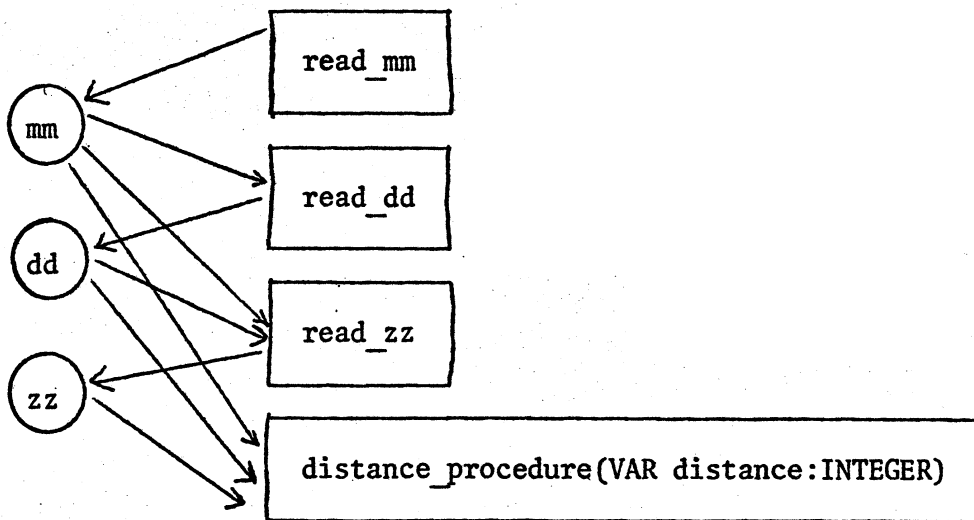 read_mm
mm
read_dd
dd
read_zz
zz
distance_procedure(VAR distance:INTEGER)